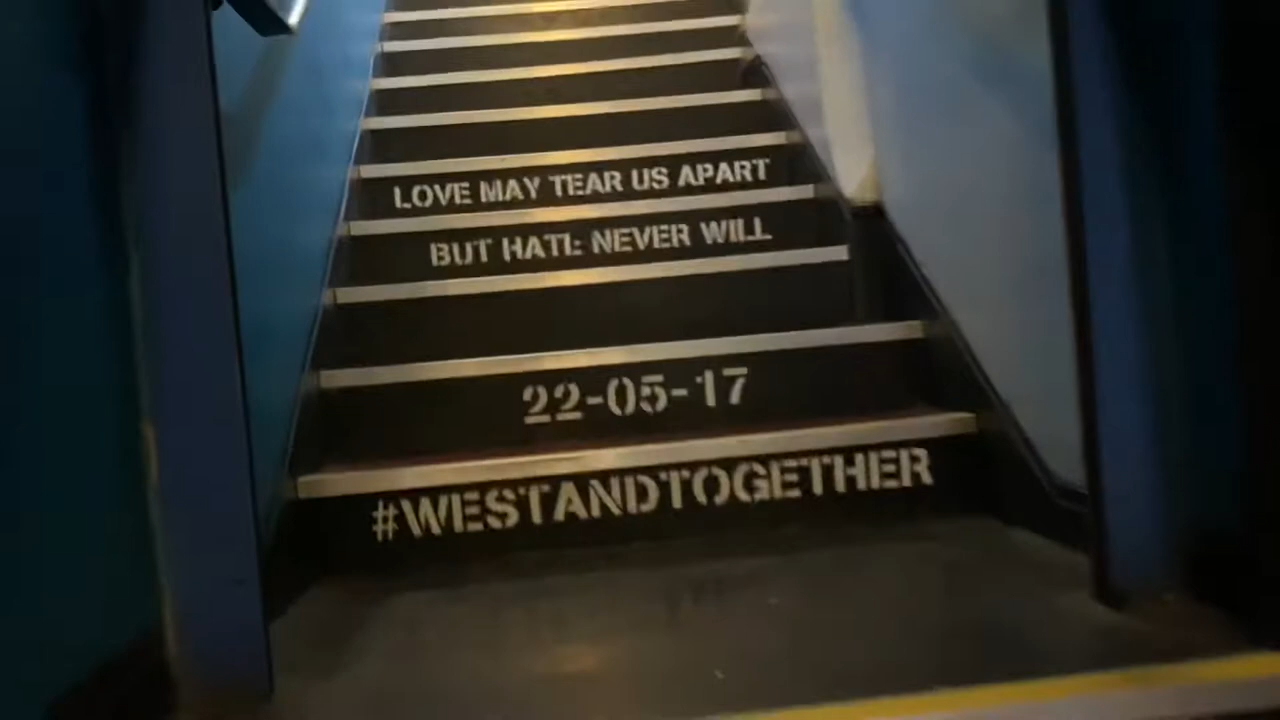 LOVE MAY TEAR US APART
BUT HATE NEVER WILL
22-05-17
#WESTANDTOGETHER